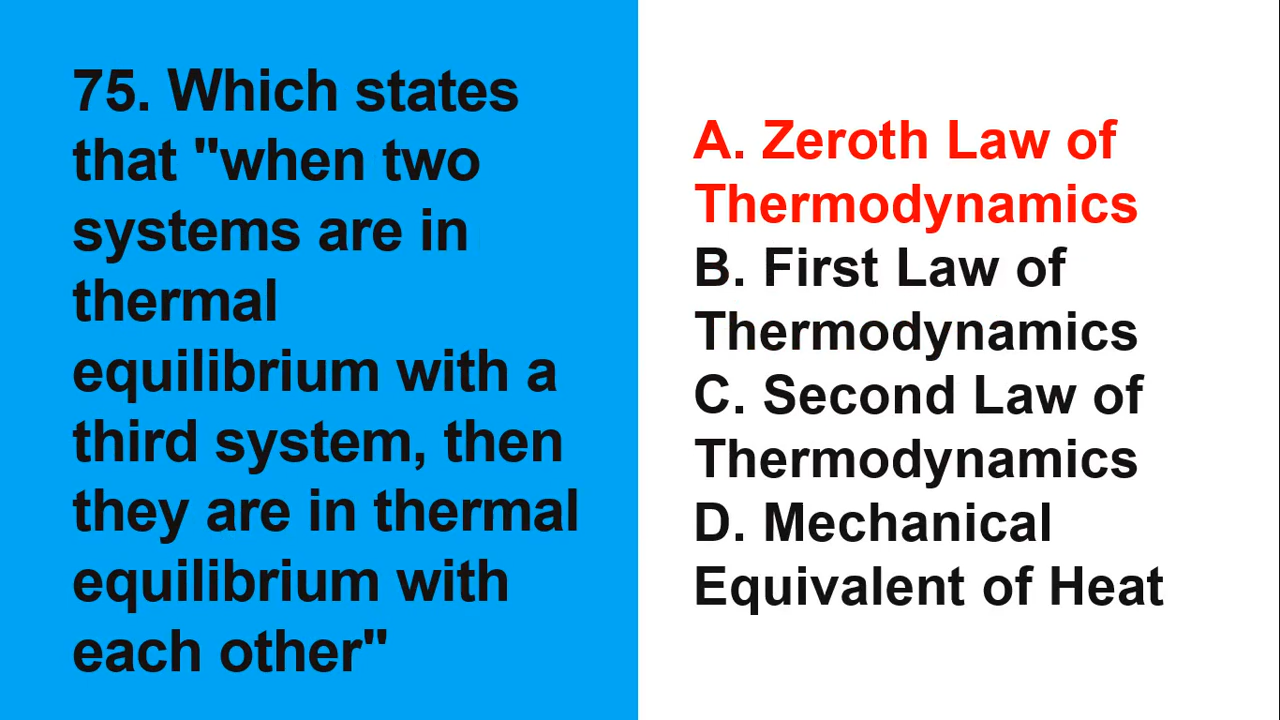 75. Which states
that "when two
systems are in
thermal
equilibrium with a
third system, then
they are in thermal
equilibrium with
each other"
A. Zeroth Law of
Thermodynamics
B. First Law of
Thermodynamics
C. Second Law of
Thermodynamics
D. Mechanical
Equivalent of Heat